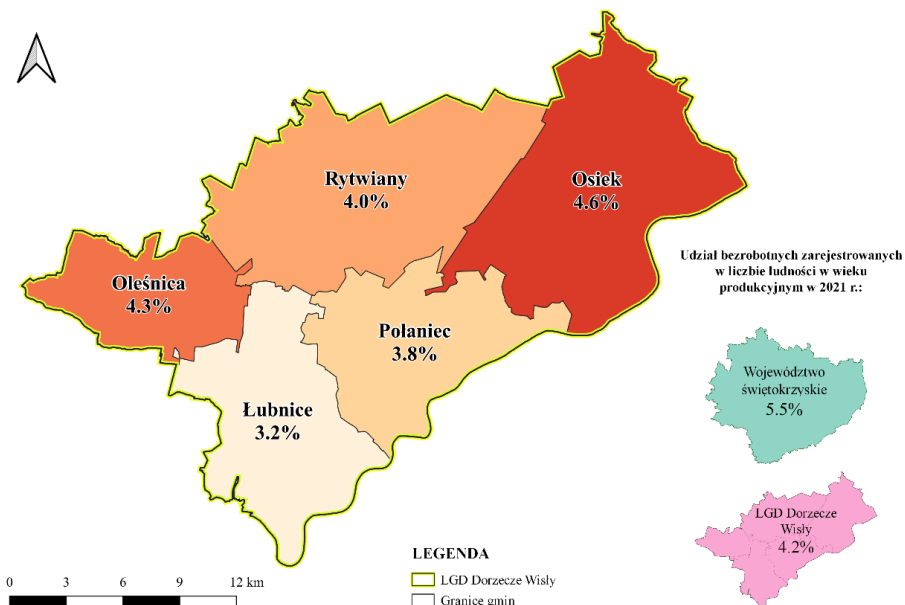 Rytwiany
4.0%
Osiek
4.6%
Oleśnica
4.3%
Połaniec
3.8%
Łubnice
3.2%
Udział bezrobotnych zarejestrowanych
w liczbie ludności w wieku
produkcyjnym w 2021 r.:
Województwo
świętokrzyskie
5.5%
LGD Dorzecze
Wisły
4.2%
LEGENDA
LGD Dorzecze Wisły
Granice gmin
0 3 6 9 12 km